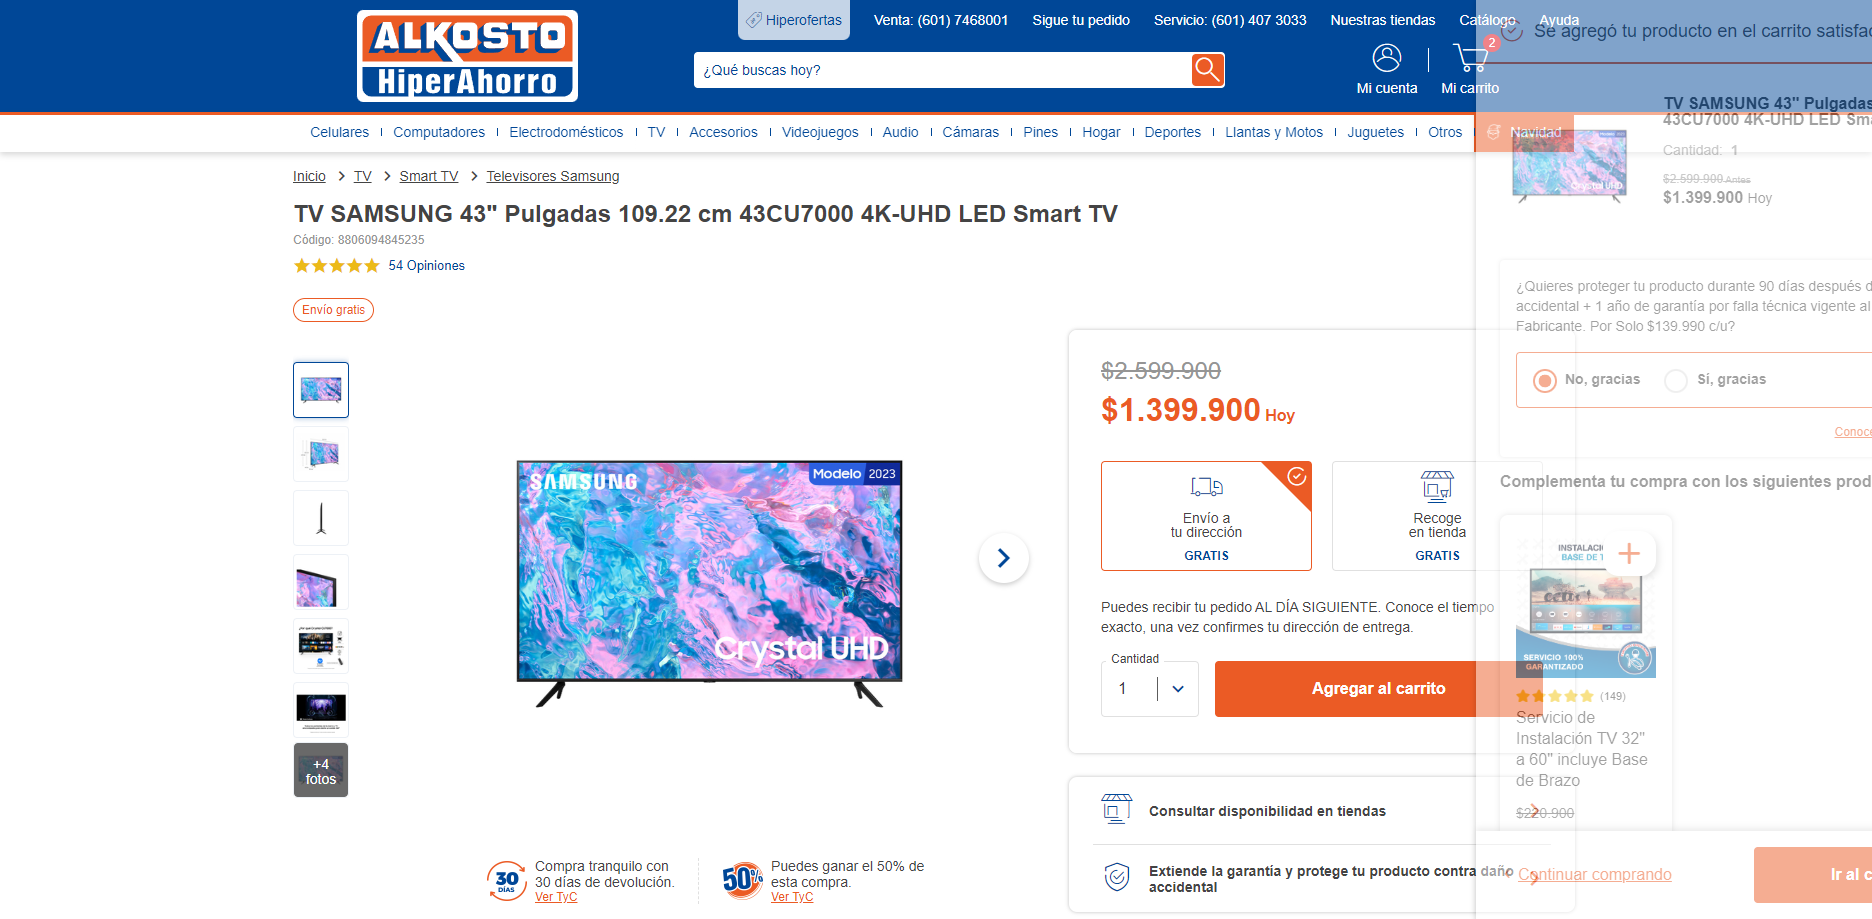 ALKOSTO
HiperAhorro
Hiperofertas
Venta: (601) 7468001
Sigue tu pedido
Servicio: (601) 407 3033
Nuestras tiendas
Catálogo
Ayuda
¿Qué buscas hoy?
Mi cuenta
2
Mi carrito
Celulares
Computadores
Electrodomésticos
TV
Accesorios
Videojuegos
Audio
Cámaras
Pines
Hogar
Deportes
Llantas y Motos
Juguetes
Otros
Navidad
Inicio > TV > Smart TV > Televisores Samsung
TV SAMSUNG 43" Pulgadas 109.22 cm 43CU7000 4K-UHD LED Smart TV
Código: 8806094845235
54 Opiniones
Envío gratis
+4
fotos
SAMSUNG
Modelo 2023
Crystal UHD
30
DÍAS
Compra tranquilo con
30 días de devolución.
Ver TyC
50%
Puedes ganar el 50% de
esta compra.
Ver TyC
$2.599.900
$1.399.900 Hoy
Envío a
tu dirección
GRATIS
Recoge
en tienda
GRATIS
Puedes recibir tu pedido AL DÍA SIGUIENTE. Conoce el tiempo
exacto, una vez confirmes tu dirección de entrega.
Cantidad
1
Agregar al carrito
Consultar disponibilidad en tiendas
Extiende la garantía y protege tu producto contra daño
accidental
Se agregó tu producto en el carrito
TV SAMSUNG 43" Pulgadas
43CU7000 4K-UHD LED
Cantidad: 1
$2.599.900 Antes
$1.399.900 Hoy
Crystal UHD
¿Quieres proteger tu producto durante 90 días después
accidental + 1 año de garantía por falla técnica vigente al
Fabricante. Por Solo $139.990 c/u?
No, gracias
Sí, gracias
Complementa tu compra con los siguientes
BASE DE
SERVICIO 100%
GARANTIZADO
(149)
Servicio de
Instalación TV 32"
a 60" incluye Base
de Brazo
Continuar comprando
Ir al